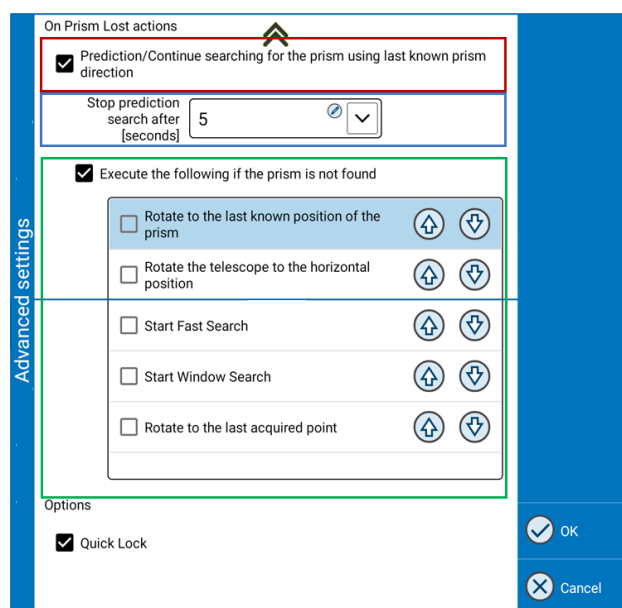 On Prism Lost actions
Prediction/Continue searching for the prism using last known prism
direction
Stop prediction
search after
[seconds]
5
Execute the following if the prism is not found
Rotate to the last known position of the
prism
Rotate the telescope to the horizontal
position
Start Fast Search
Start Window Search
Rotate to the last acquired point
Advanced settings
Options
Quick Lock
OK
Cancel